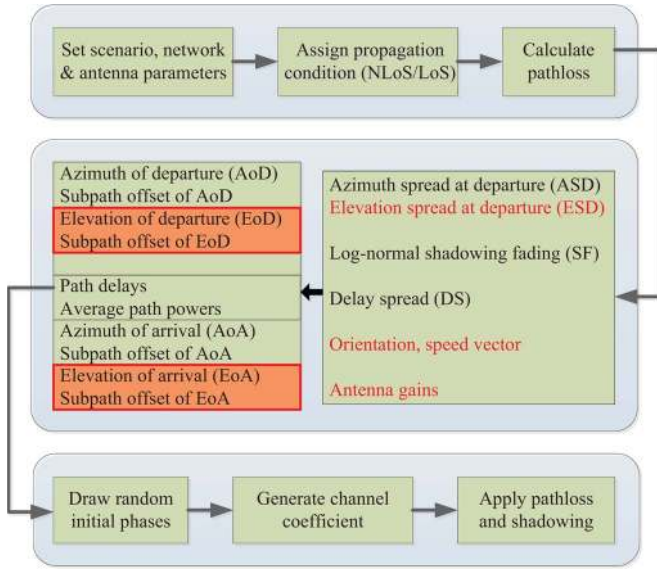 Set scenario, network
& antenna parameters
Assign propagation
condition (NLoS/LoS)
Calculate
pathloss
Azimuth of departure (AoD)
Subpath offset of AoD
Elevation of departure (EoD)
Subpath offset of EoD
Path delays
Average path powers
Azimuth of arrival (AoA)
Subpath offset of AoA
Elevation of arrival (EoA)
Subpath offset of EoA
Azimuth spread at departure (ASD)
Elevation spread at departure (ESD)
Log-normal shadowing fading (SF)
Delay spread (DS)
Orientation, speed vector
Antenna gains
Draw random
initial phases
Generate channel
coefficient
Apply pathloss
and shadowing